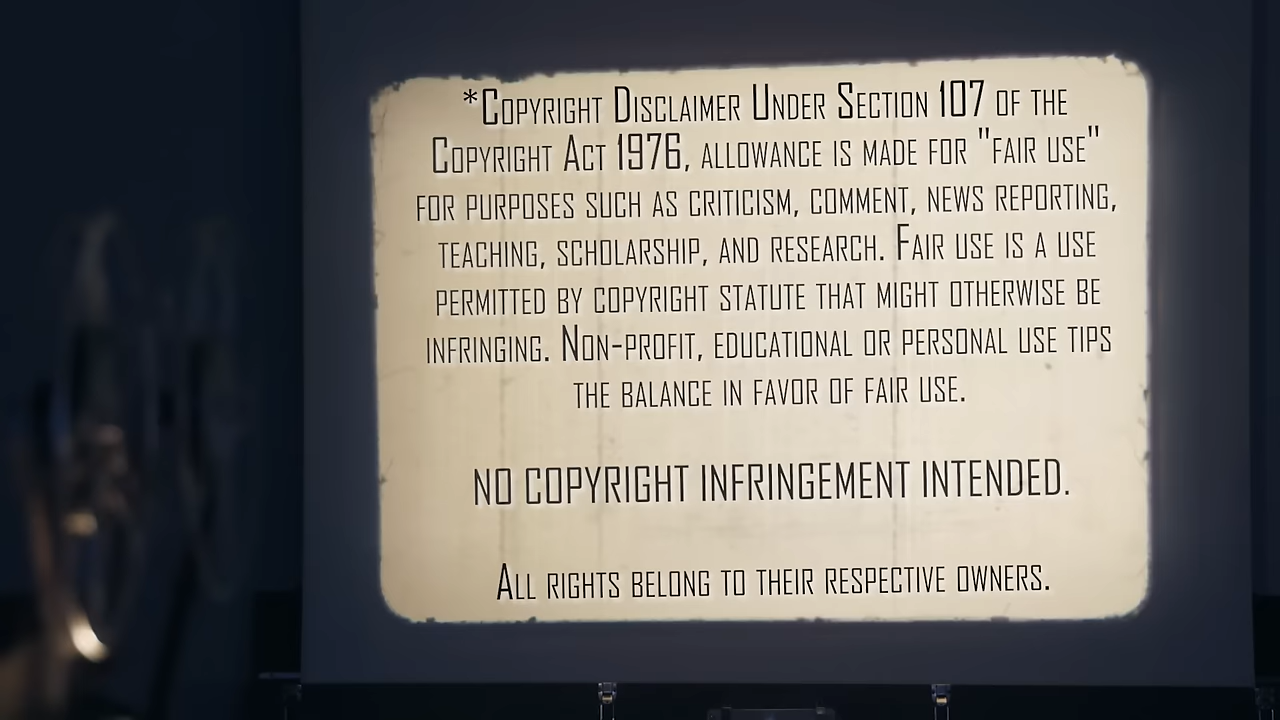 *Copyright Disclaimer Under Section 107 of the
Copyright Act 1976, allowance is made for "fair use"
for purposes such as criticism, comment, news reporting,
teaching, scholarship, and research. Fair use is a use
permitted by copyright statute that might otherwise be
infringing. Non-profit, educational or personal use tips
the balance in favor of fair use.
NO COPYRIGHT INFRINGEMENT INTENDED.
All rights belong to their respective owners.